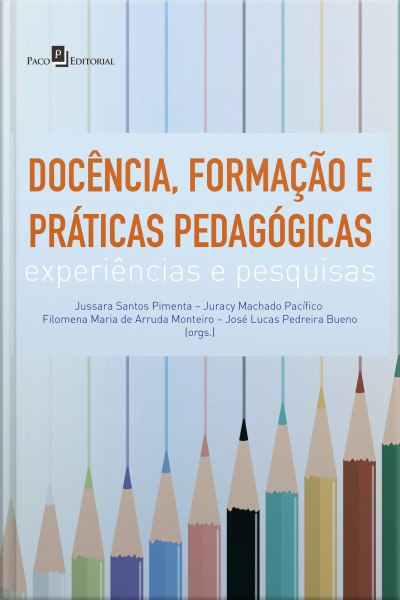 PACO EDITORIAL
DOCÊNCIA, FORMAÇÃO E
PRÁTICAS PEDAGÓGICAS
experiências e pesquisas
Jussara Santos Pimenta – Juracy Machado Pacífico
Filomena Maria de Arruda Monteiro – José Lucas Pedreira Bueno
(orgs.)